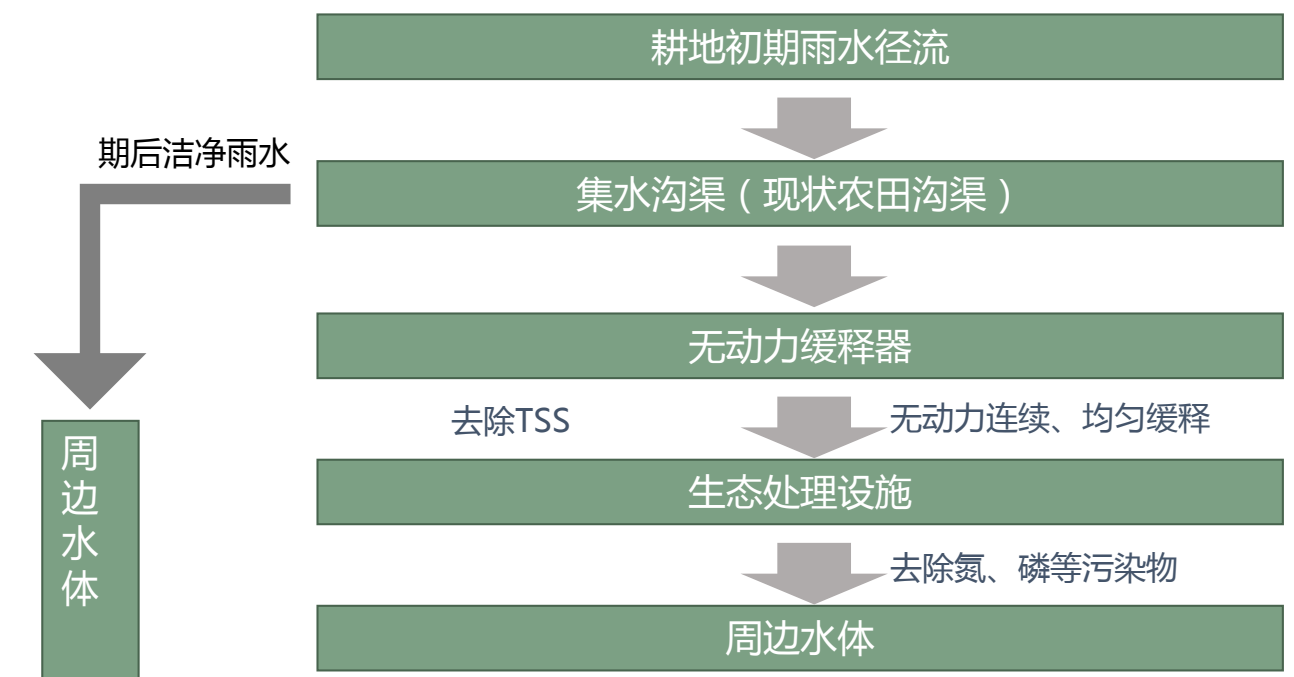 耕地初期雨水径流
期后洁净雨水
集水沟渠（现状农田沟渠）
无动力缓释器
去除TSS
无动力连续、均匀缓释
生态处理设施
去除氮、磷等污染物
周边水体
周边水体